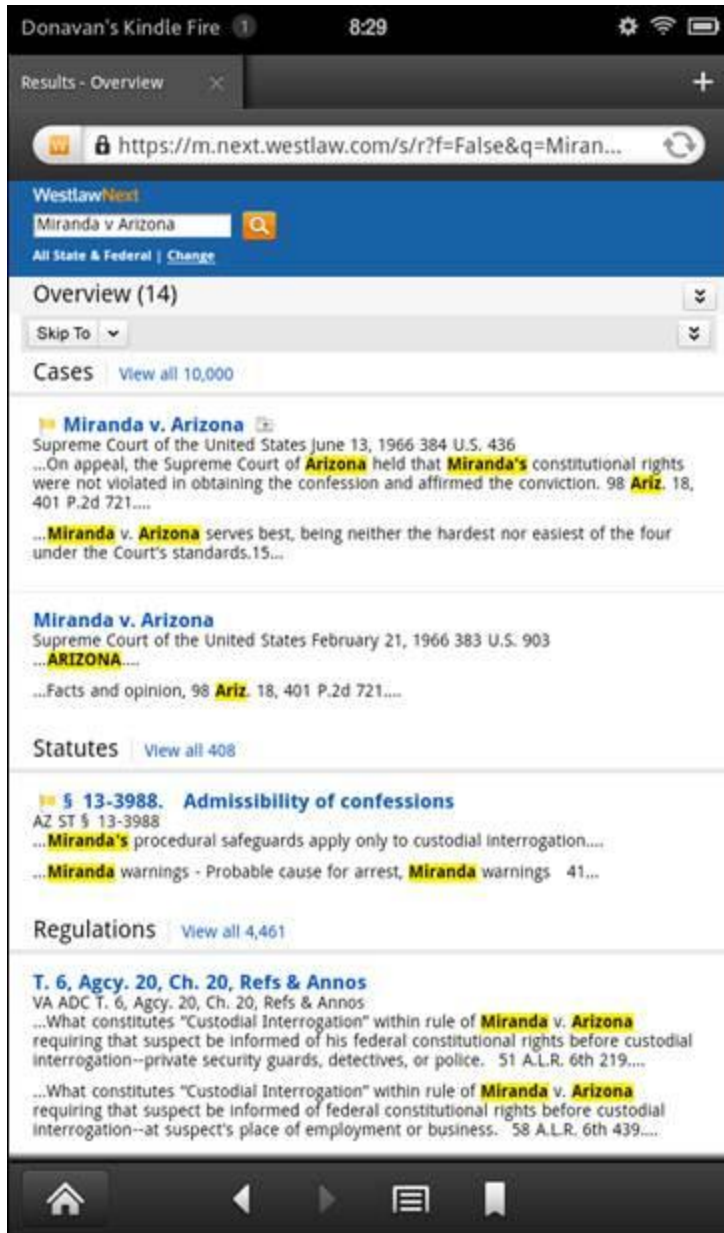 Donavan's Kindle Fire 1 8:29
Results - Overview
W https://m.next.westlaw.com/s/r?f=False&q=Miran...
WestlawNext
Miranda v Arizona
All State & Federal | Change
Overview (14)
Skip To
Cases View all 10,000
Miranda v. Arizona
Supreme Court of the United States June 13, 1966 384 U.S. 436
...On appeal, the Supreme Court of Arizona held that Miranda's constitutional rights
were not violated in obtaining the confession and affirmed the conviction. 98 Ariz. 18,
401 P.2d 721....
...Miranda v. Arizona serves best, being neither the hardest nor easiest of the four
under the Court's standards.15...
Miranda v. Arizona
Supreme Court of the United States February 21, 1966 383 U.S. 903
...ARIZONA....
...Facts and opinion, 98 Ariz. 18, 401 P.2d 721....
Statutes View all 408
§ 13-3988. Admissibility of confessions
AZ ST § 13-3988
...Miranda's procedural safeguards apply only to custodial interrogation....
...Miranda warnings - Probable cause for arrest, Miranda warnings 41...
Regulations View all 4,461
T. 6, Agcy. 20, Ch. 20, Refs & Annos
VA ADC T. 6, Agcy. 20, Ch. 20, Refs & Annos
...What constitutes "Custodial Interrogation" within rule of Miranda v. Arizona
requiring that suspect be informed of his federal constitutional rights before custodial
interrogation--private security guards, detectives, or police. 51 A.L.R. 6th 219....
...What constitutes "Custodial Interrogation" within rule of Miranda v. Arizona
requiring that suspect be informed of federal constitutional rights before custodial
interrogation--at suspect's place of employment or business. 58 A.L.R. 6th 439....